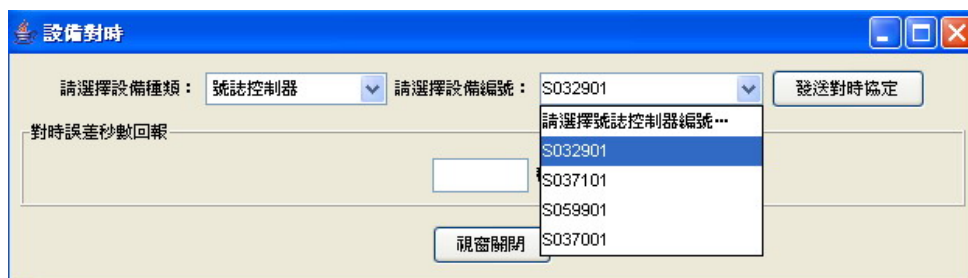 設備對時
請選擇設備種類： 號誌控制器 請選擇設備編號： S032901 發送對時協定
請選擇號誌控制器編號…
對時誤差秒數回報
S032901
S037101
S059901
視窗關閉 S037001